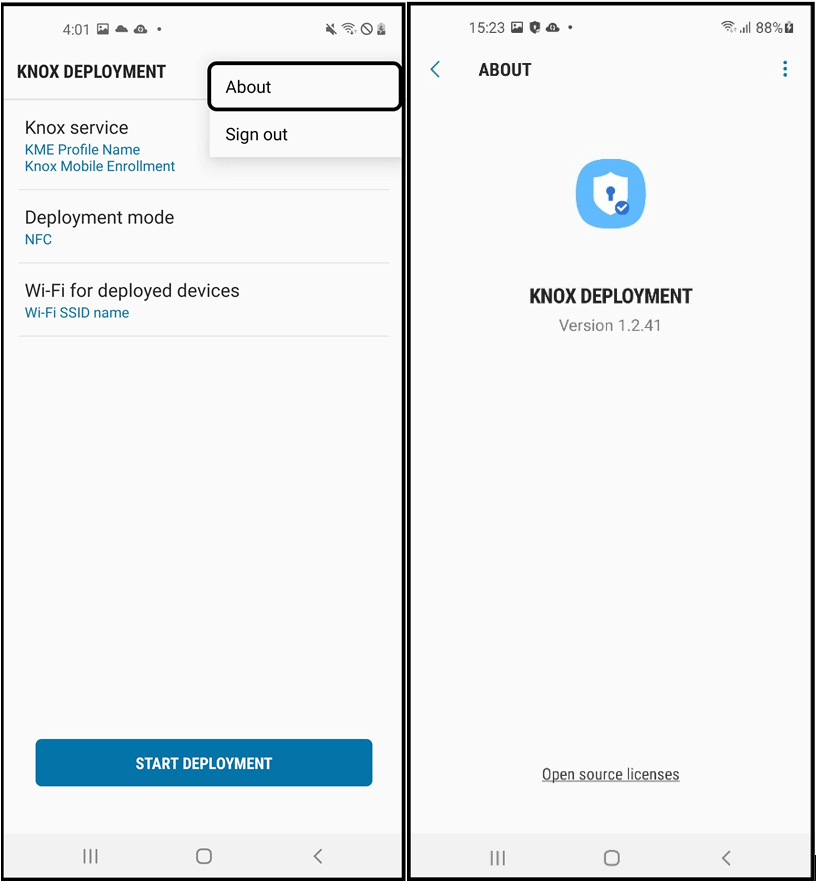 4:01
KNOX DEPLOYMENT
About
Sign out
Knox service
KME Profile Name
Knox Mobile Enrollment
Deployment mode
NFC
Wi-Fi for deployed devices
Wi-Fi SSID name
START DEPLOYMENT
15:23
88%
ABOUT
KNOX DEPLOYMENT
Version 1.2.41
Open source licenses